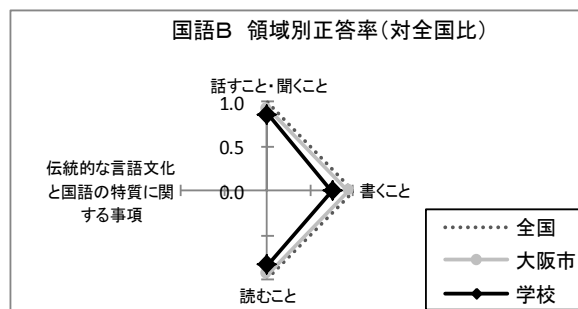 国語B 領域別正答率(対全国比)
話すこと・聞くこと
1.0
0.5
0.0
伝統的な言語文化
と国語の特質に関
する事項
書くこと
読むこと
全国
大阪市
学校